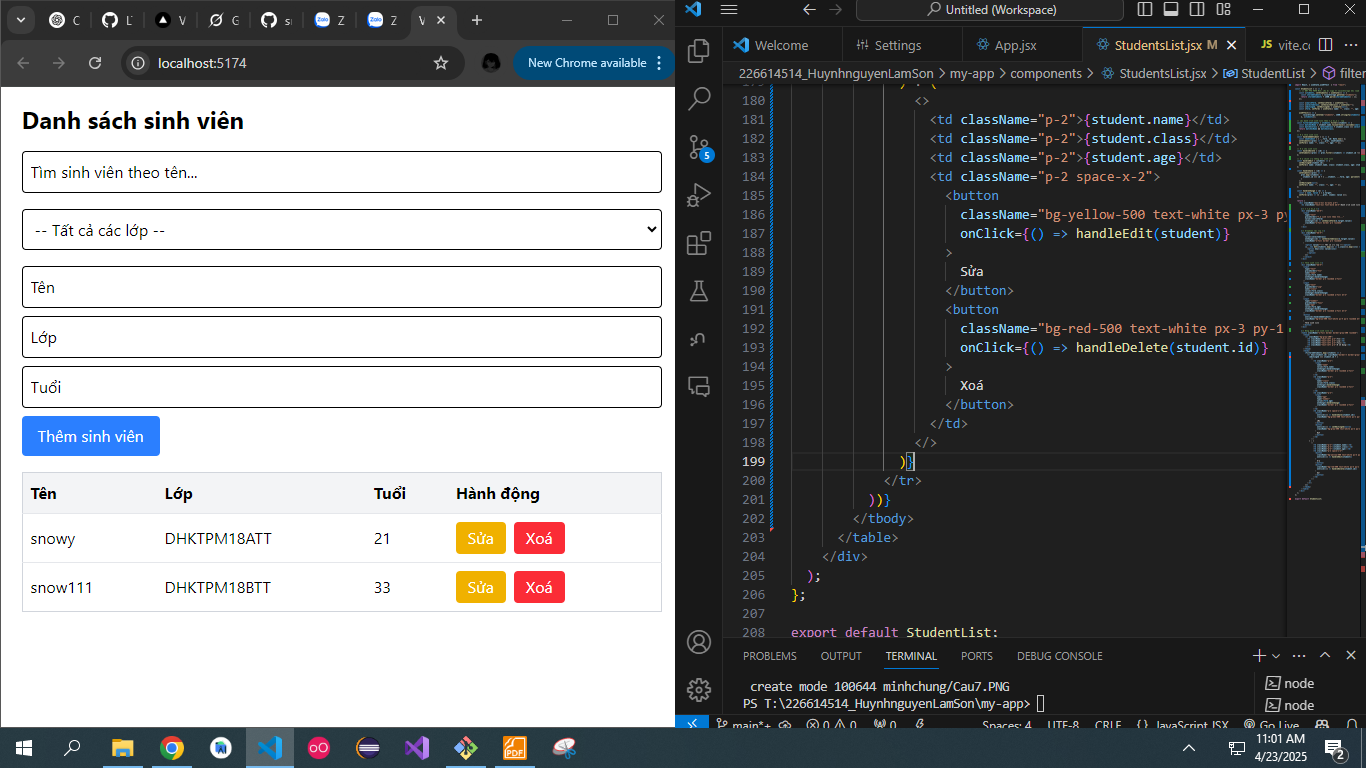 localhost:5174
New Chrome available
Danh sách sinh viên
Tìm sinh viên theo tên...
-- Tất cả các lớp --
Tên
Lớp
Tuổi
Thêm sinh viên
Tên Lớp Tuổi Hành động
snowy DHKTPM18ATT 21 Sửa Xoá
snow111 DHKTPM18BTT 33 Sửa Xoá
Untitled (Workspace)
Welcome Settings App.jsx StudentsList.jsx M JS vite.c
226614514_HuynhnguyenLamSon > my-app > components > StudentsList.jsx > StudentList > filter
180 <>
181 <td className="p-2">{student.name}</td>
182 <td className="p-2">{student.class}</td>
183 <td className="p-2">{student.age}</td>
184 <td className="p-2 space-x-2">
185 <button
186 className="bg-yellow-500 text-white px-3 py
187 onClick={() => handleEdit(student)}
188 >
189 Sửa
190 </button>
191 <button
192 className="bg-red-500 text-white px-3 py-1
193 onClick={() => handleDelete(student.id)}
194 >
195 Xoá
196 </button>
197 </td>
198 </>
199 )}
200 </tr>
201 ))}
202 </tbody>
203 </table>
204 </div>
205 );
206 };
207
208 export default StudentList;
5
PROBLEMS OUTPUT TERMINAL PORTS DEBUG CONSOLE
create mode 100644 minhchung/Cau7.PNG
PS T:\226614514_HuynhnguyenLamSon\my-app>
node
node
main*+ 0 0 0 Spaces: 4 UTF-8 CRLF {} JavaScript JSX Go Live
11:01 AM
4/23/2025
2